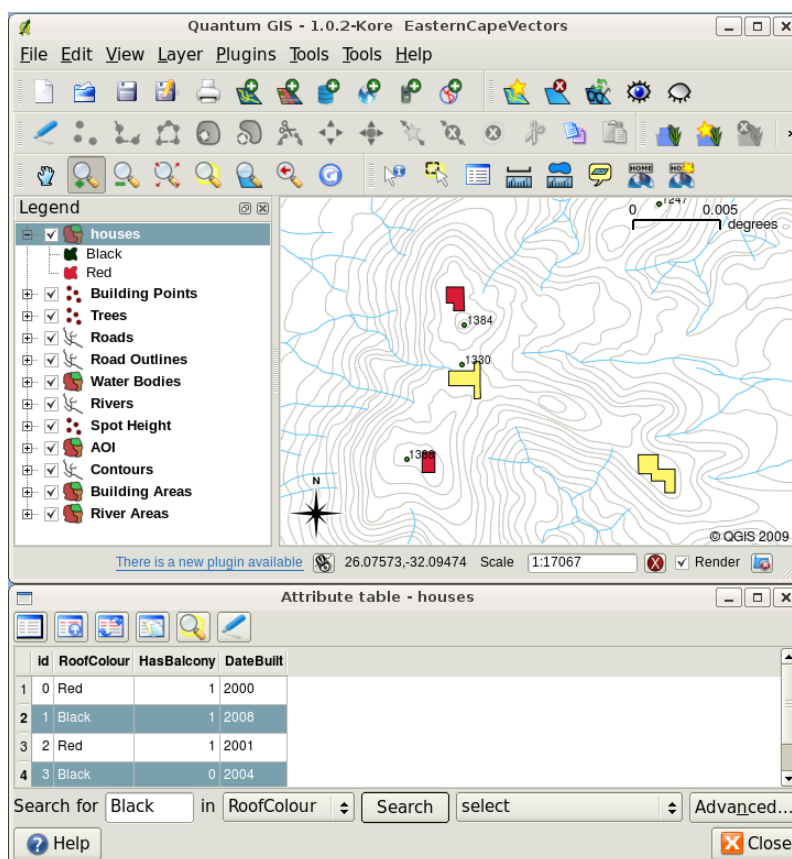 Quantum GIS - 1.0.2-Kore EasternCapeVectors
File Edit View Layer Plugins Tools Tools Help
HOME
Legend
houses
Black
Red
Building Points
Trees
Roads
Road Outlines
Water Bodies
Rivers
Spot Height
AOI
Contours
Building Areas
River Areas
1247
0 0.005
degrees
1384
1330
N
© QGIS 2009
There is a new plugin available 26.07573,-32.09474 Scale 1:17067 Render
Attribute table - houses
id RoofColour HasBalcony DateBuilt
1 0 Red 1 2000
2 1 Black 1 2008
3 2 Red 1 2001
4 3 Black 0 2004
Search for Black in RoofColour Search select Advanced...
Help Close